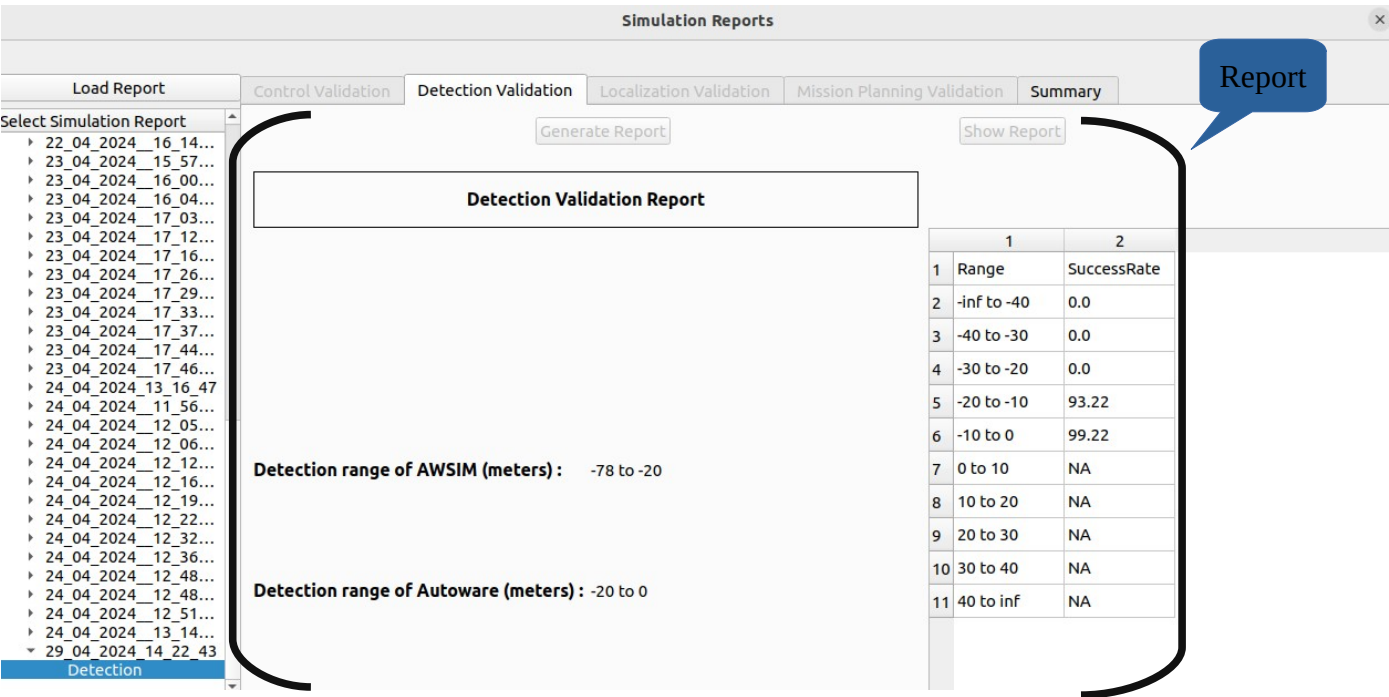 Simulation Reports
Report
Load Report
Control Validation
Detection Validation
Localization Validation
Mission Planning Validation
Summary
Select Simulation Report
22_04_2024__16_14...
23_04_2024__15_57...
23_04_2024__16_00...
23_04_2024__16_04...
23_04_2024__17_03...
23_04_2024__17_12...
23_04_2024__17_16...
23_04_2024__17_26...
23_04_2024__17_29...
23_04_2024__17_33...
23_04_2024__17_37...
23_04_2024__17_44...
23_04_2024__17_46...
24_04_2024_13_16_47
24_04_2024__11_56...
24_04_2024__12_05...
24_04_2024__12_06...
24_04_2024__12_12...
24_04_2024__12_16...
24_04_2024__12_19...
24_04_2024__12_22...
24_04_2024__12_32...
24_04_2024__12_36...
24_04_2024__12_48...
24_04_2024__12_48...
24_04_2024__12_51...
24_04_2024__13_14...
29_04_2024_14_22_43
Detection
Generate Report
Show Report
Detection Validation Report
Detection range of AWSIM (meters) : -78 to -20
Detection range of Autoware (meters) : -20 to 0
1 2
1 Range SuccessRate
2 -inf to -40 0.0
3 -40 to -30 0.0
4 -30 to -20 0.0
5 -20 to -10 93.22
6 -10 to 0 99.22
7 0 to 10 NA
8 10 to 20 NA
9 20 to 30 NA
10 30 to 40 NA
11 40 to inf NA